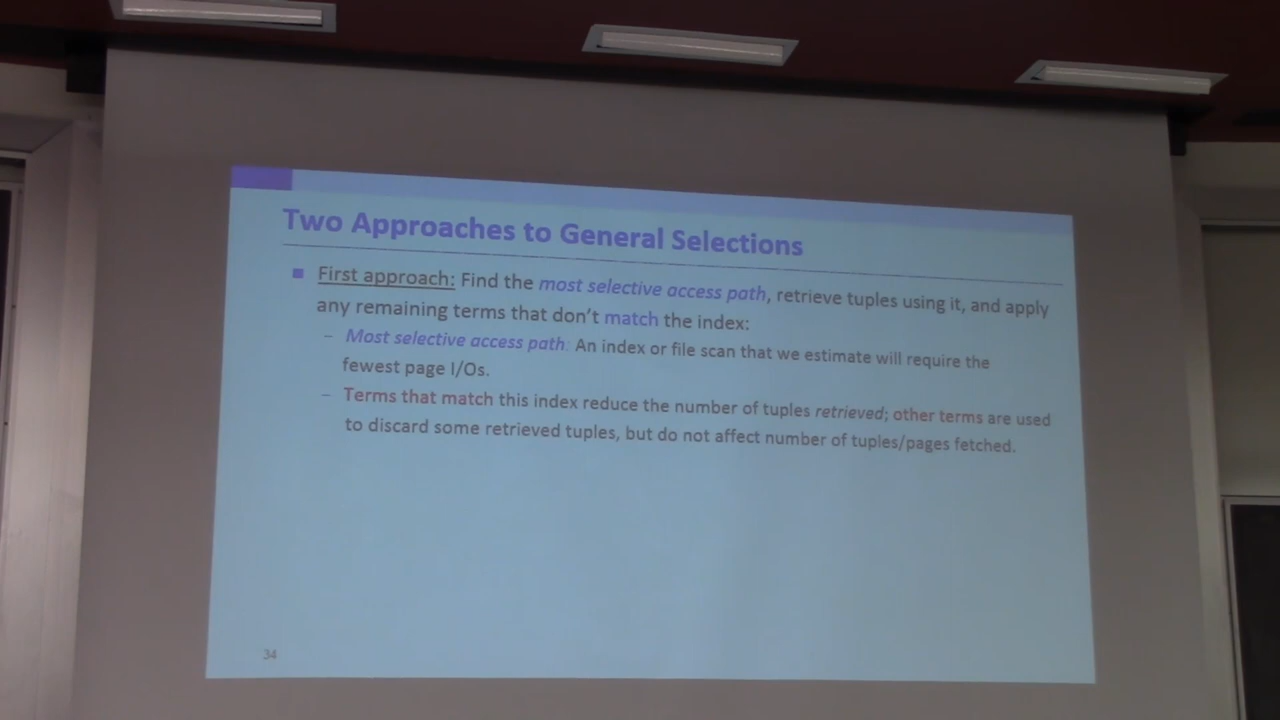 Two Approaches to General Selections
First approach: Find the most selective access path, retrieve tuples using it, and apply
any remaining terms that don't match the index:
– Most selective access path: An index or file scan that we estimate will require the
fewest page I/Os.
– Terms that match this index reduce the number of tuples retrieved; other terms are used
to discard some retrieved tuples, but do not affect number of tuples/pages fetched.
34